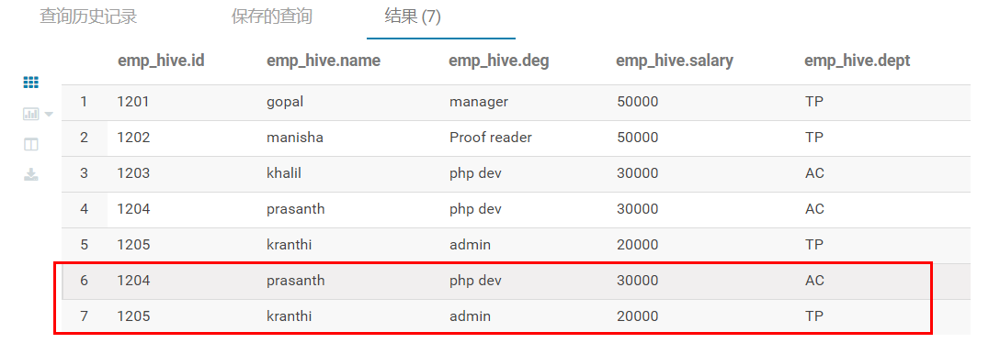 查询历史记录 保存的查询 结果 (7)
emp_hive.id emp_hive.name emp_hive.deg emp_hive.salary emp_hive.dept
1 1201 gopal manager 50000 TP
2 1202 manisha Proof reader 50000 TP
3 1203 khalil php dev 30000 AC
4 1204 prasanth php dev 30000 AC
5 1205 kranthi admin 20000 TP
6 1204 prasanth php dev 30000 AC
7 1205 kranthi admin 20000 TP